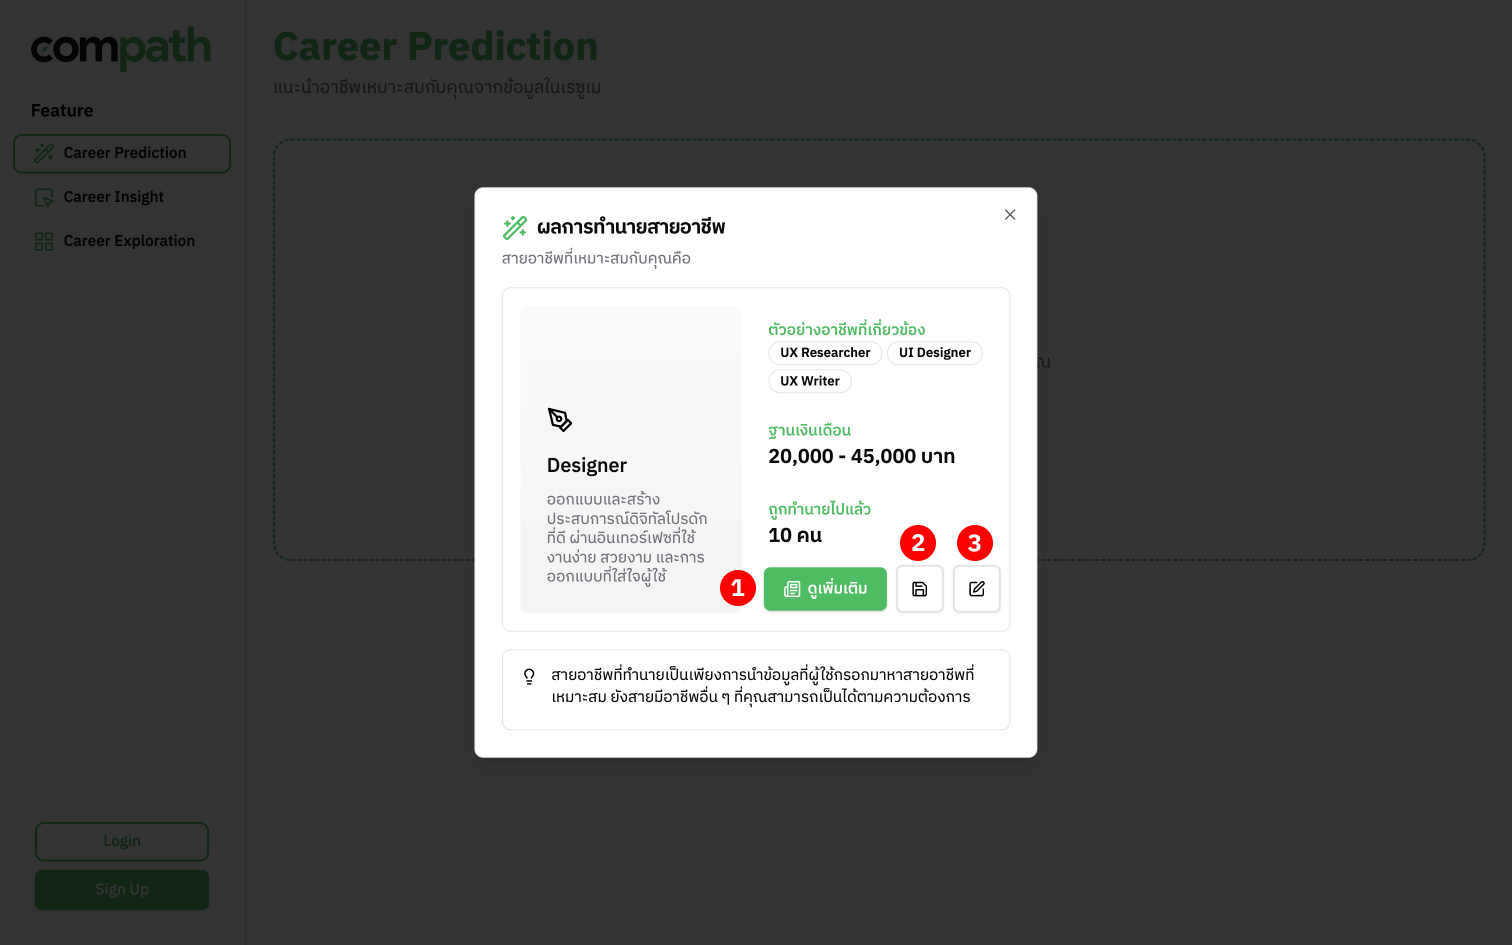 compath
Feature
Career Prediction
Career Insight
Career Exploration
Login
Sign Up
Career Prediction
แนะนำอาชีพเหมาะสมกับคุณจากข้อมูลในเรซูเม
ผลการทำนายสายอาชีพ
สายอาชีพที่เหมาะสมกับคุณคือ
Designer
ออกแบบและสร้าง
ประสบการณ์ดิจิทัลโปรดัก
ที่ดี ผ่านอินเทอร์เฟซที่ใช้
งานง่าย สวยงาม และการ
ออกแบบที่ใส่ใจผู้ใช้
ตัวอย่างอาชีพที่เกี่ยวข้อง
UX Researcher UI Designer
UX Writer
ฐานเงินเดือน
20,000 - 45,000 บาท
ถูกทำนายไปแล้ว
10 คน
2 3
1 ดูเพิ่มเติม
สายอาชีพที่ทำนายเป็นเพียงการนำข้อมูลที่ผู้ใช้กรอกมาหาสายอาชีพที่
เหมาะสม ยังสายมีอาชีพอื่น ๆ ที่คุณสามารถเป็นได้ตามความต้องการ